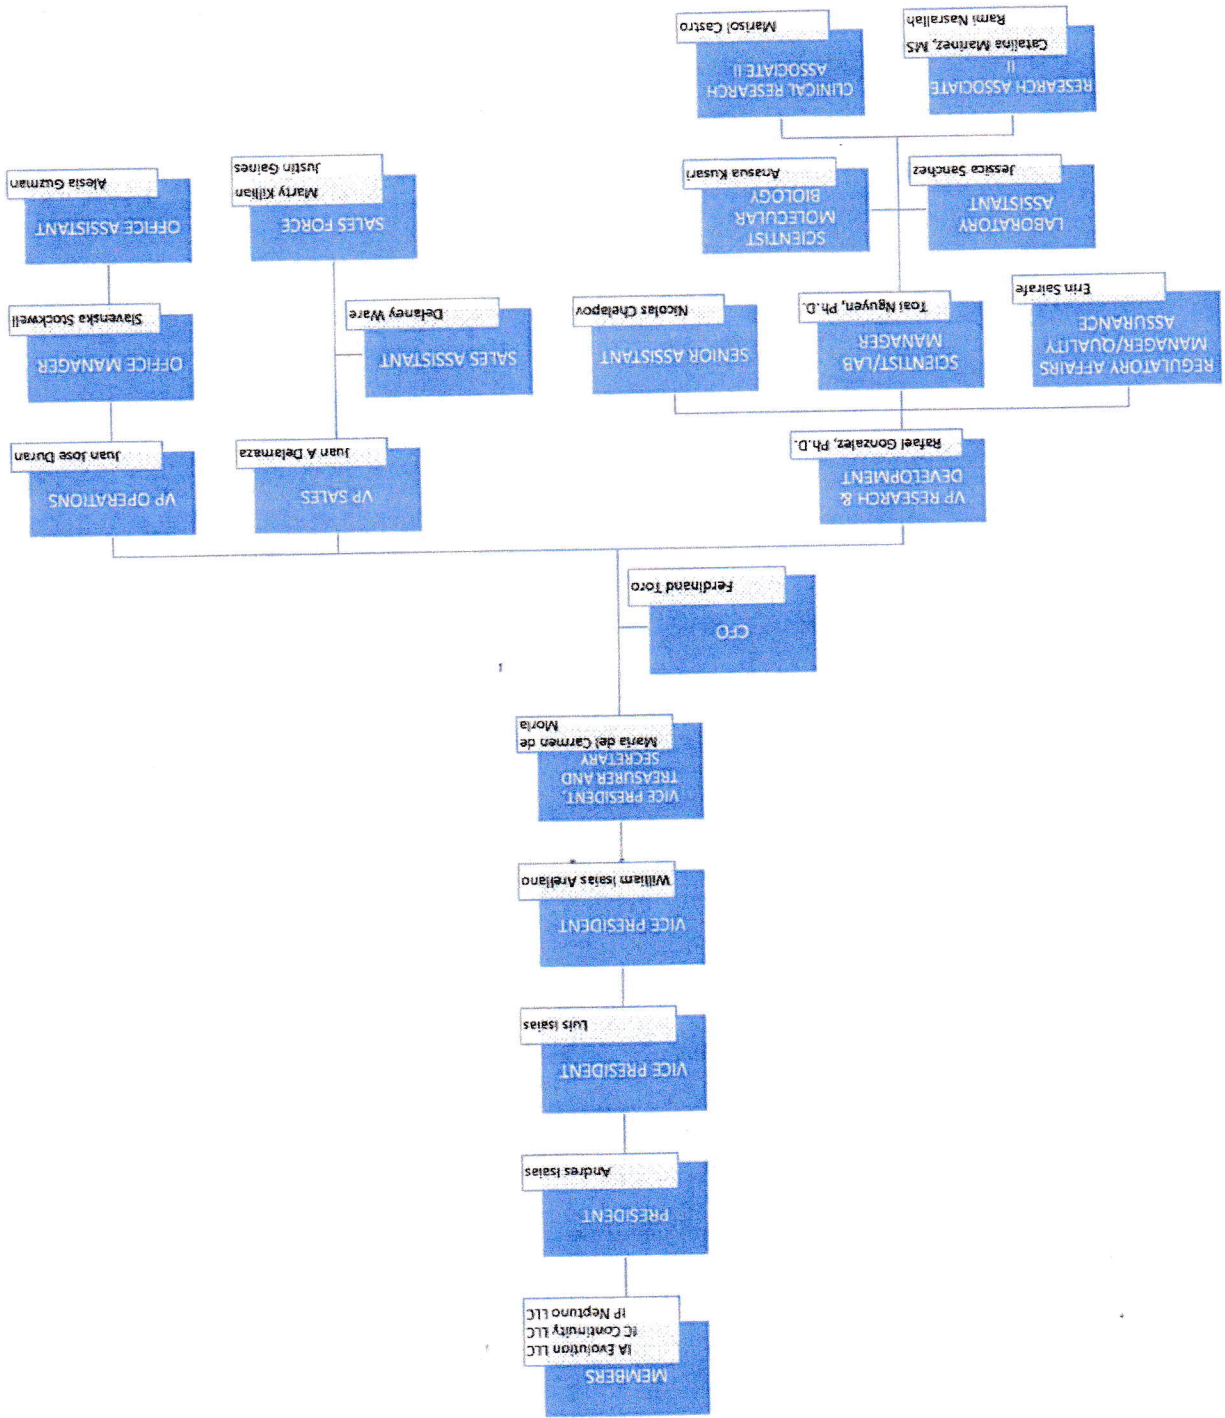 MEMBERS
IA Evolution LLC
IC Continuity LLC
IP Neptuno LLC
PRESIDENT
Andres Isaias
VICE PRESIDENT
Luis Isaias
VICE PRESIDENT
William Isaias Arellano
VICE PRESIDENT,
TREASURER AND
SECRETARY
Maria del Carmen de
Morla
CFO
Ferdinand Toro
VP RESEARCH &
DEVELOPMENT
Rafael Gonzalez, Ph.D.
VP SALES
Juan A Delamaza
VP OPERATIONS
Juan Jose Duran
REGULATORY AFFAIRS
MANAGER/QUALITY
ASSURANCE
Erin Sairafe
SCIENTIST/LAB
MANAGER
Toai Nguyen, Ph.D.
SENIOR ASSISTANT
Nicolas Chelapov
SALES ASSISTANT
Delaney Ware
OFFICE MANAGER
Slavenska Stockwell
LABORATORY
ASSISTANT
Jessica Sanchez
SCIENTIST
MOLECULAR
BIOLOGY
Anasua Kusari
SALES FORCE
Marty Killian
Justin Gaines
OFFICE ASSISTANT
Alesia Guzman
RESEARCH ASSOCIATE
II
Catalina Marinez, MS
Rami Nasrallah
CLINICAL RESEARCH
ASSOCIATE II
Marisol Castro